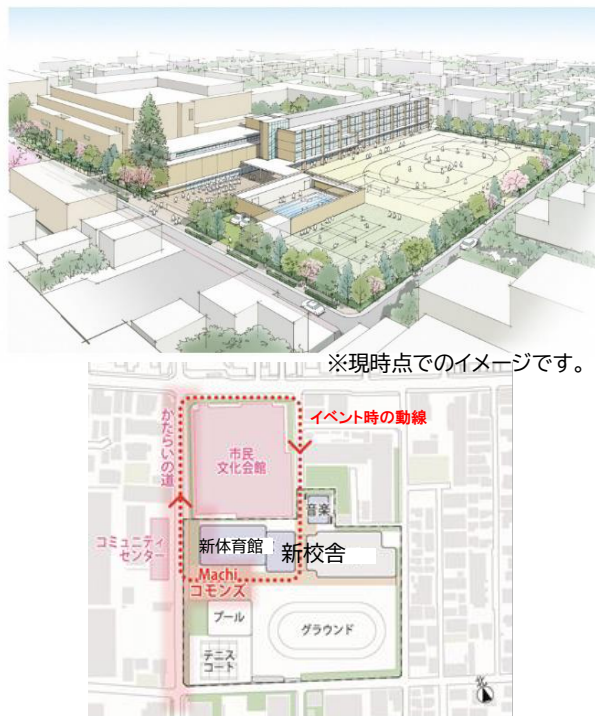 ※現時点でのイメージです。
イベント時の動線
かたらいの道
市民
文化会館
音楽
コミュニティ
センター
新体育館
新校舎
Machi
コモンズ
プール
グラウンド
テニス
コート
北